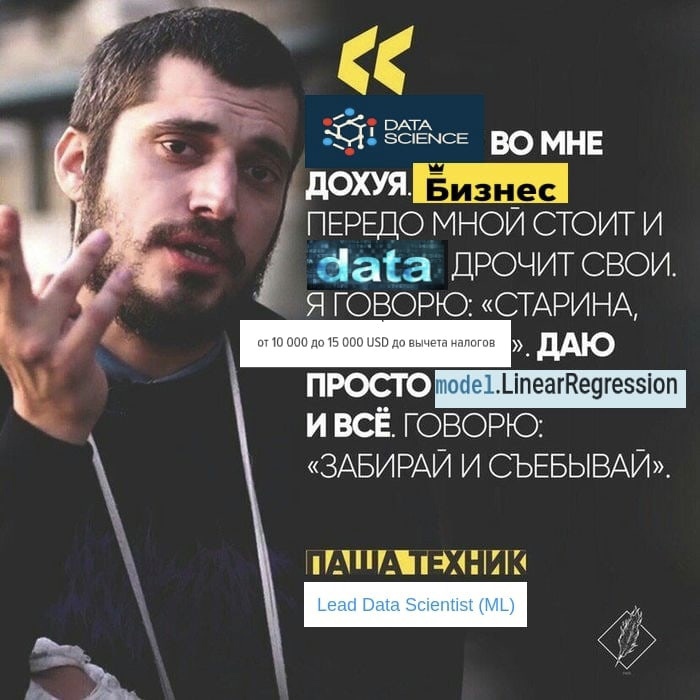 DATA
SCIENCE ВО МНЕ
ДОХУЯ. Бизнес
ПЕРЕДО МНОЙ СТОИТ И
data ДРОЧИТ СВОИ.
Я ГОВОРЮ: «СТАРИНА,
от 10 000 до 15 000 USD до вычета налогов ». ДАЮ
ПРОСТО model.LinearRegression
И ВСЁ. ГОВОРЮ:
«ЗАБИРАЙ И СЪЕБЫВАЙ».
ПАША ТЕХНИК
Lead Data Scientist (ML)